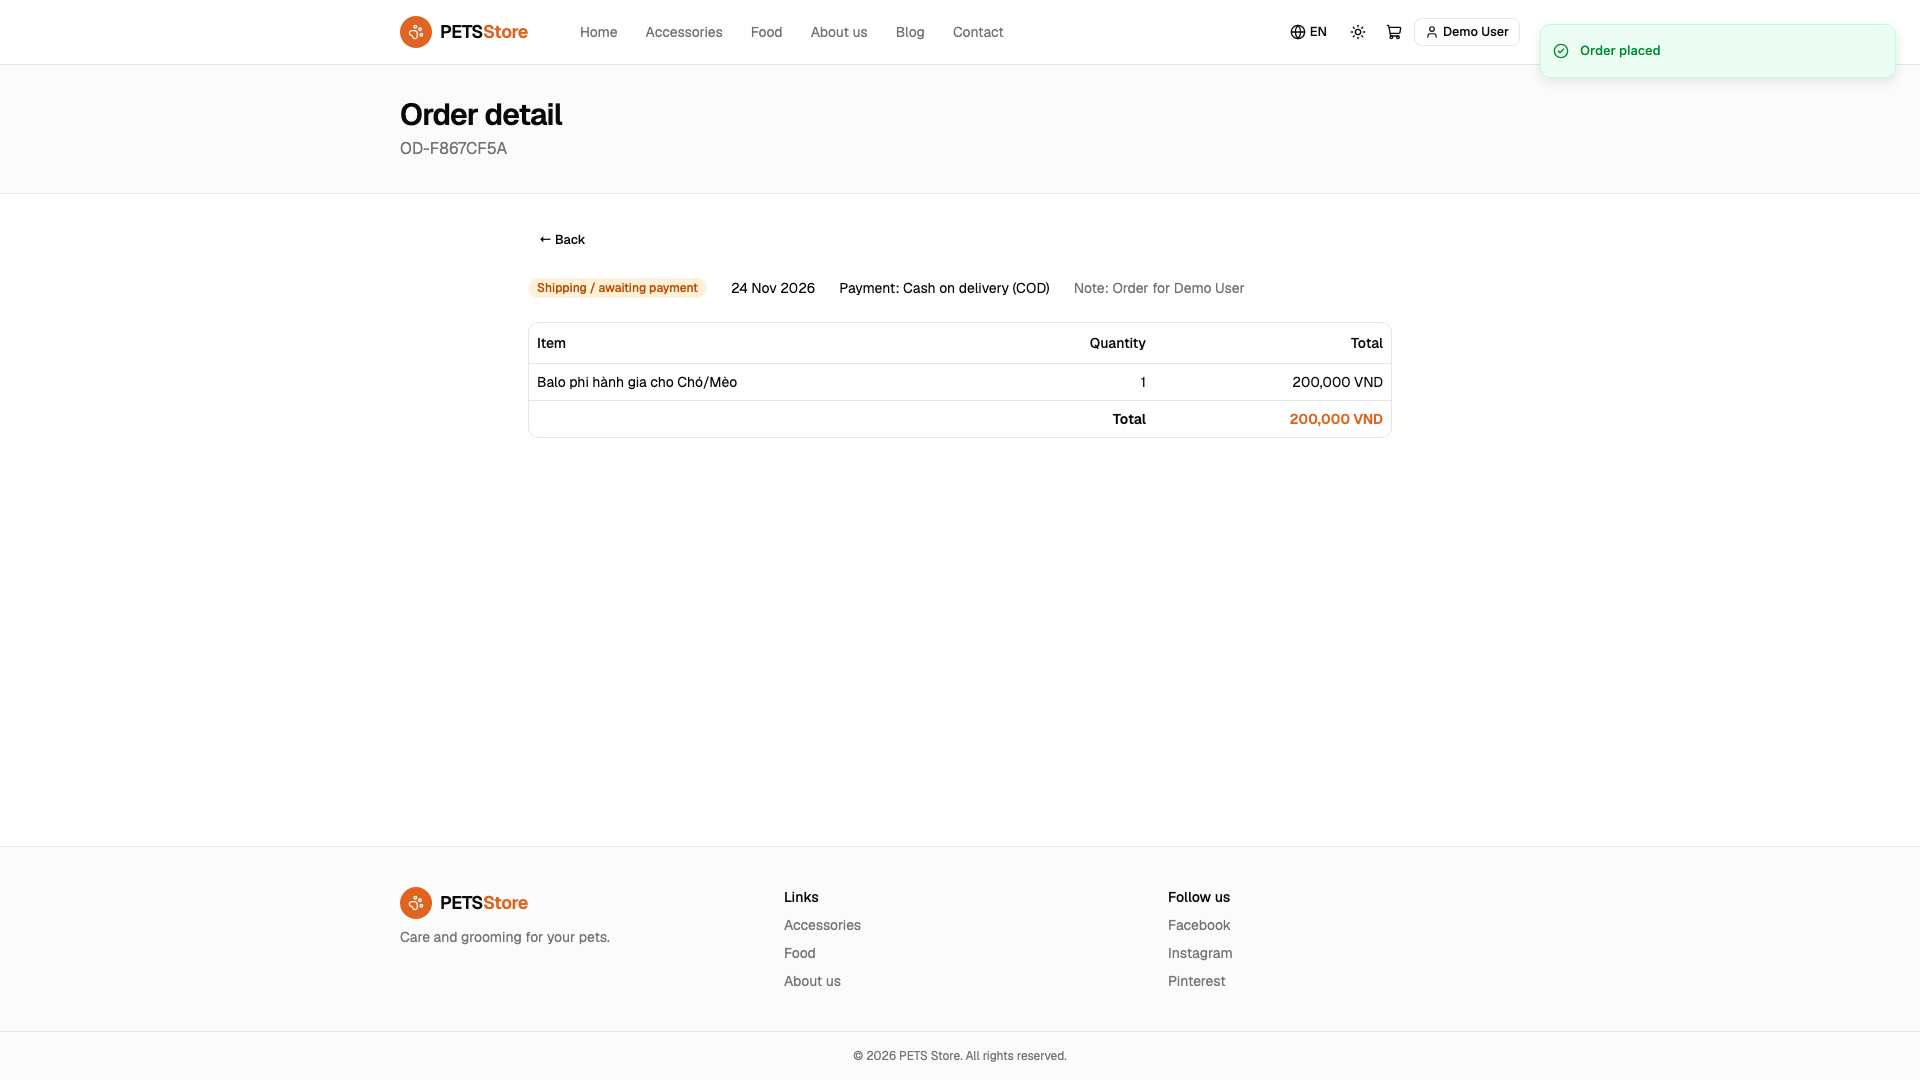 PETSStore
Home Accessories Food About us Blog Contact
EN
Demo User
Order placed
Order detail
OD-F867CF5A
← Back
Shipping / awaiting payment 24 Nov 2026 Payment: Cash on delivery (COD) Note: Order for Demo User
Item Quantity Total
Balo phi hành gia cho Chó/Mèo 1 200,000 VND
Total 200,000 VND
PETSStore
Care and grooming for your pets.
Links
Accessories
Food
About us
Follow us
Facebook
Instagram
Pinterest
© 2026 PETS Store. All rights reserved.